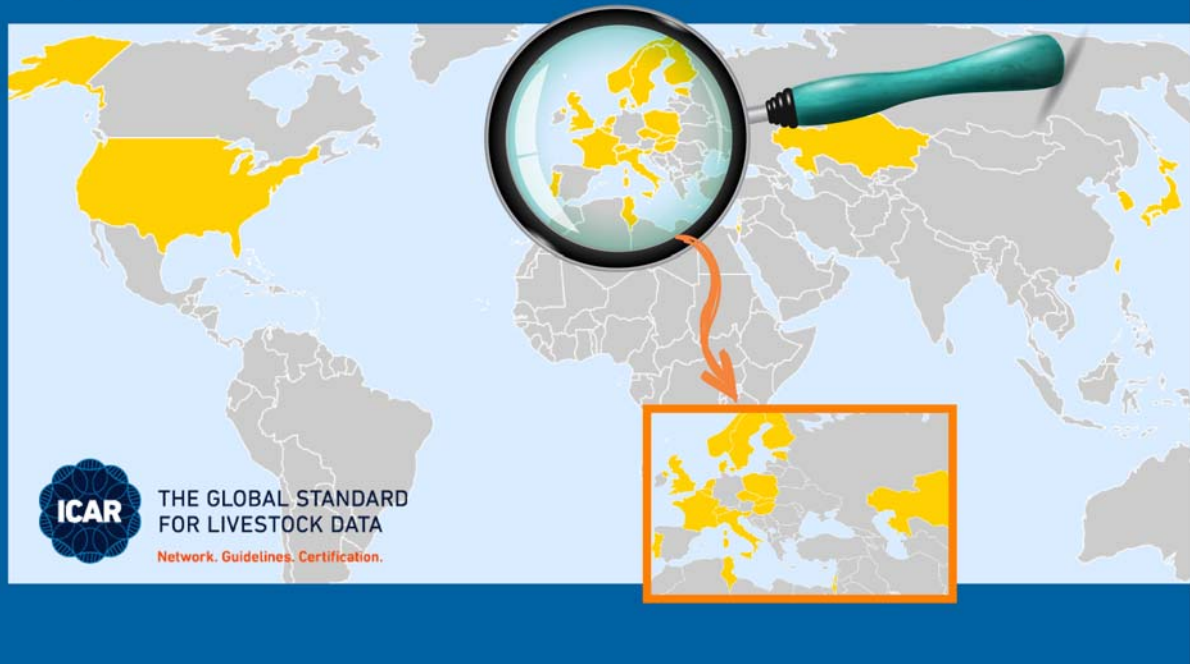 ICAR
THE GLOBAL STANDARD
FOR LIVESTOCK DATA
Network. Guidelines. Certification.